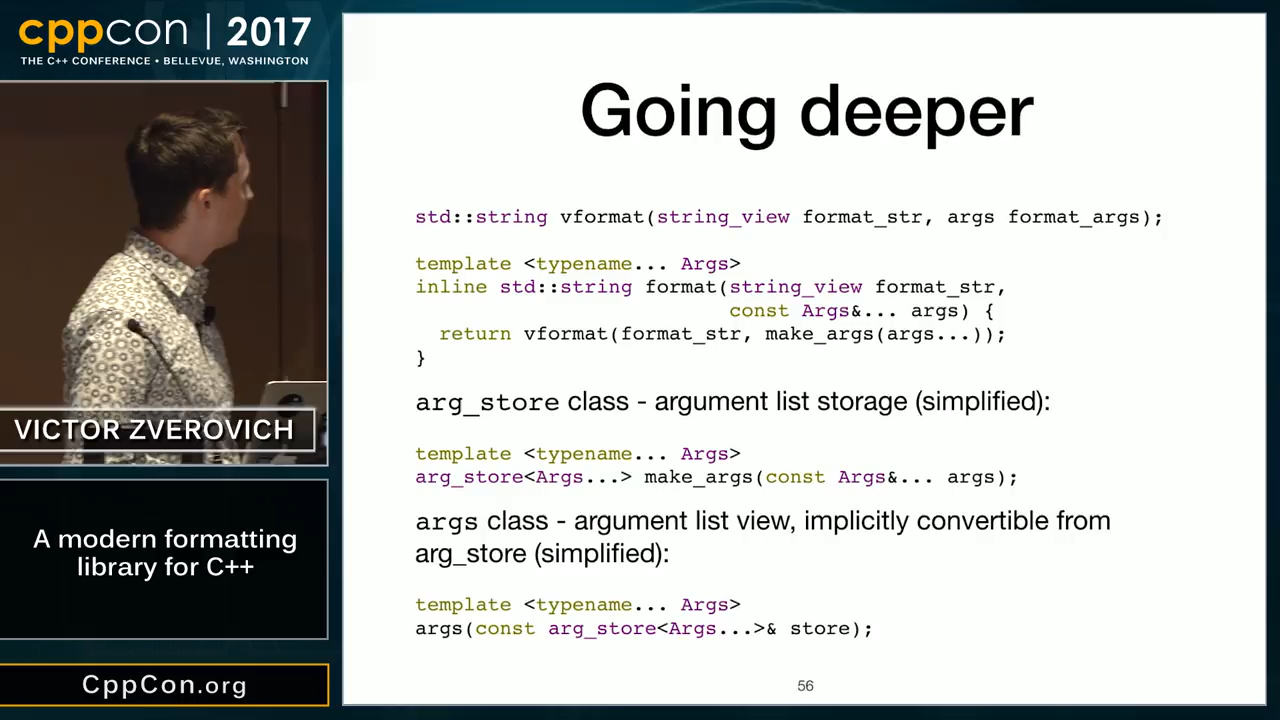 cppcon | 2017
THE C++ CONFERENCE • BELLEVUE, WASHINGTON
VICTOR ZVEROVICH
A modern formatting
library for C++
CppCon.org
Going deeper
std::string vformat(string_view format_str, args format_args);
template <typename... Args>
inline std::string format(string_view format_str,
const Args&... args) {
return vformat(format_str, make_args(args...));
}
arg_store class - argument list storage (simplified):
template <typename... Args>
arg_store<Args...> make_args(const Args&... args);
args class - argument list view, implicitly convertible from
arg_store (simplified):
template <typename... Args>
args(const arg_store<Args...>& store);
56